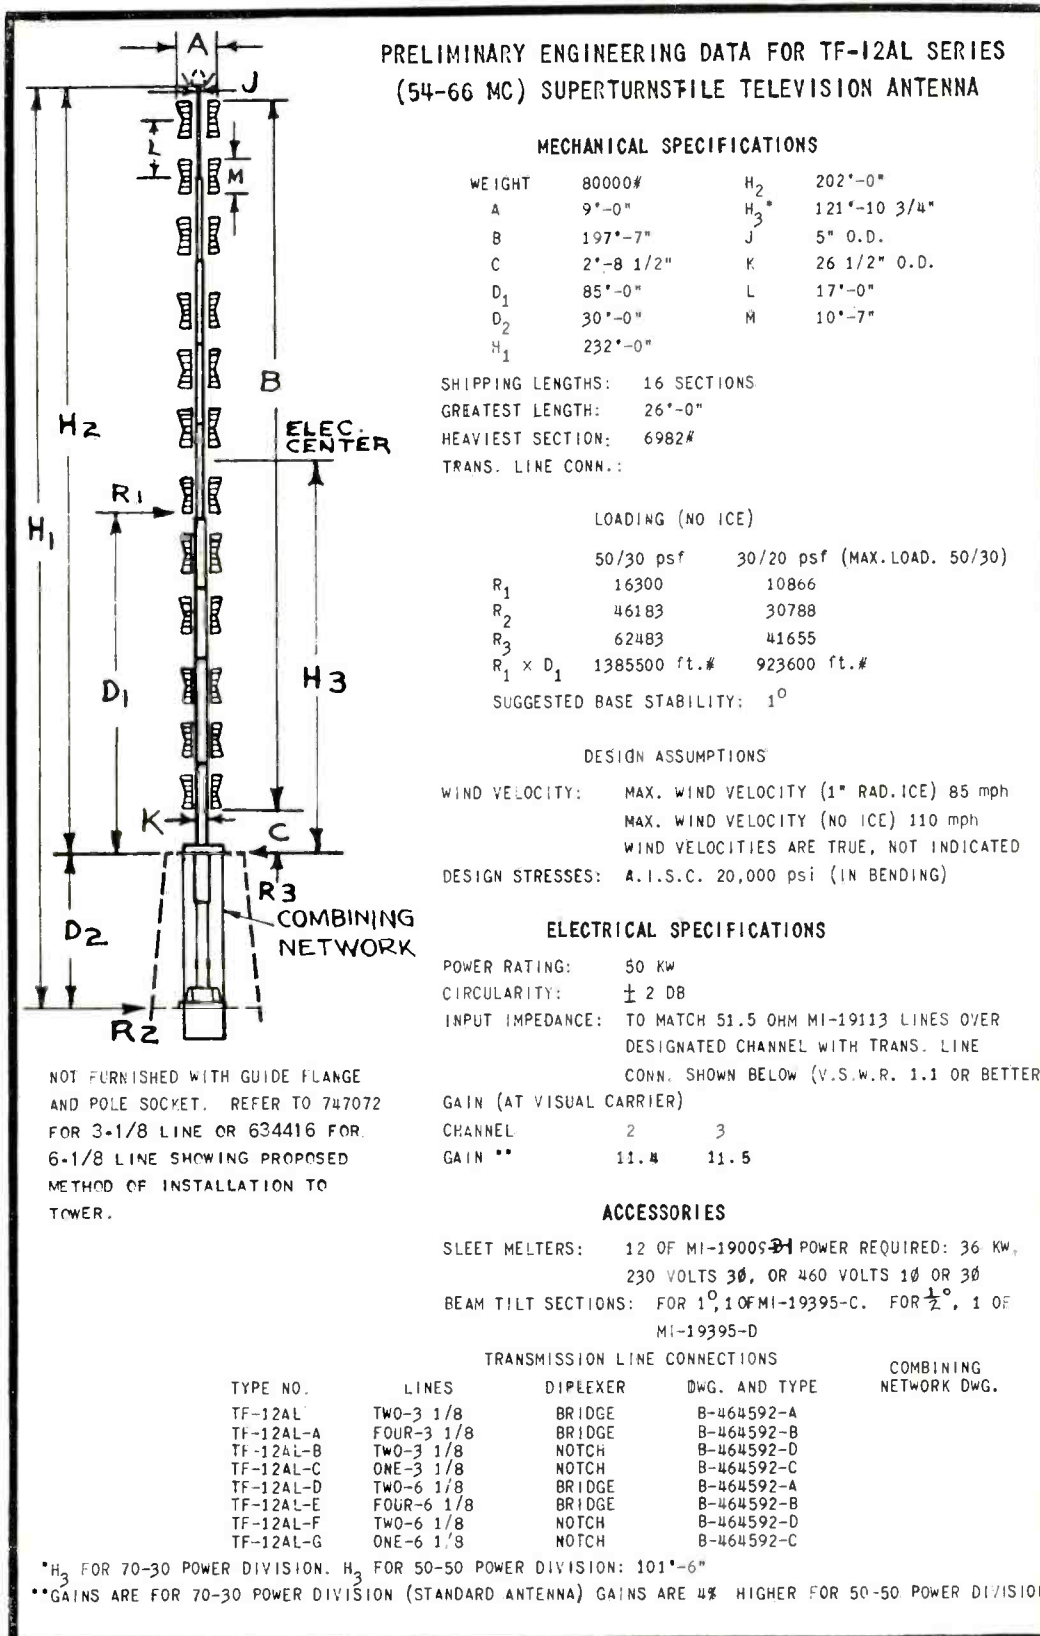 PRELIMINARY ENGINEERING DATA FOR TF-12AL SERIES
(54-66 MC) SUPERTURNSTILE TELEVISION ANTENNA
MECHANICAL SPECIFICATIONS
WEIGHT 80000# H2 202'-0"
A 9'-0" H3* 121'-10 3/4"
B 197'-7" J 5" O.D.
C 2'-8 1/2" K 26 1/2" O.D.
D1 85'-0" L 17'-0"
D2 30'-0" M 10'-7"
H1 232'-0"
SHIPPING LENGTHS: 16 SECTIONS
GREATEST LENGTH: 26'-0"
HEAVIEST SECTION: 6982#
TRANS. LINE CONN.:
LOADING (NO ICE)
50/30 psf 30/20 psf (MAX.LOAD. 50/30)
R1 16300 10866
R2 46183 30788
R3 62483 41655
R1 x D1 1385500 ft.# 923600 ft.#
SUGGESTED BASE STABILITY: 1°
DESIGN ASSUMPTIONS
WIND VELOCITY: MAX. WIND VELOCITY (1" RAD.ICE) 85 mph
MAX. WIND VELOCITY (NO ICE) 110 mph
WIND VELOCITIES ARE TRUE, NOT INDICATED
DESIGN STRESSES: A.I.S.C. 20,000 psi (IN BENDING)
ELECTRICAL SPECIFICATIONS
POWER RATING: 50 KW
CIRCULARITY: ± 2 DB
INPUT IMPEDANCE: TO MATCH 51.5 OHM MI-19113 LINES OVER
DESIGNATED CHANNEL WITH TRANS. LINE
CONN. SHOWN BELOW (V.S.W.R. 1.1 OR BETTER
GAIN (AT VISUAL CARRIER)
CHANNEL 2 3
GAIN ** 11.4 11.5
ACCESSORIES
SLEET MELTERS: 12 OF POWER REQUIRED: 36 KW,
230 VOLTS 3Ø, OR 460 VOLTS 1Ø OR 3Ø
BEAM TILT SECTIONS: FOR 1°, 1 OF MI-19395-C. FOR ½°, 1 OF
MI-19395-D
A
J
L
M
B
H2
ELEC. CENTER
R1
H1
D1
H3
K
C
R3
D2
COMBINING
NETWORK
R2
NOT FURNISHED WITH GUIDE FLANGE
AND POLE SOCKET. REFER TO 747072
FOR 3-1/8 LINE OR 634416 FOR
6-1/8 LINE SHOWING PROPOSED
METHOD OF INSTALLATION TO
TOWER.
TRANSMISSION LINE CONNECTIONS
TYPE NO. LINES DIPLEXER DWG. AND TYPE COMBINING NETWORK DWG.
TF-12AL TWO-3 1/8 BRIDGE B-464592-A
TF-12AL-A FOUR-3 1/8 BRIDGE B-464592-B
TF-12AL-B TWO-3 1/8 NOTCH B-464592-D
TF-12AL-C ONE-3 1/8 NOTCH B-464592-C
TF-12AL-D TWO-6 1/8 BRIDGE B-464592-A
TF-12AL-E FOUR-6 1/8 BRIDGE B-464592-B
TF-12AL-F TWO-6 1/8 NOTCH B-464592-D
TF-12AL-G ONE-6 1/8 NOTCH B-464592-C
*H3 FOR 70-30 POWER DIVISION. H3 FOR 50-50 POWER DIVISION: 101'-6"
**GAINS ARE FOR 70-30 POWER DIVISION (STANDARD ANTENNA) GAINS ARE 4% HIGHER FOR 50-50 POWER DIVISIO